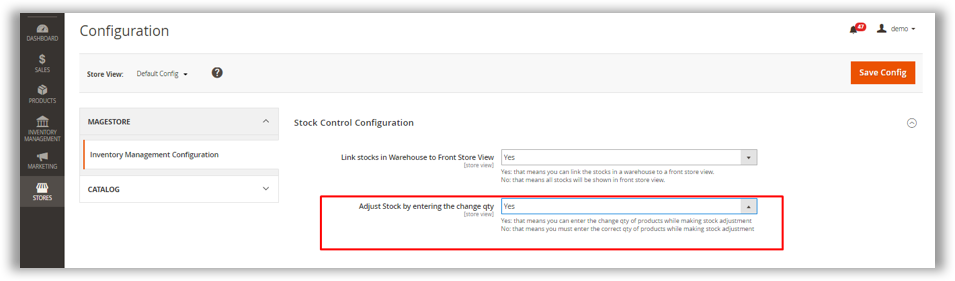 Configuration
47
demo
DASHBOARD
SALES
PRODUCTS
INVENTORY
MANAGEMENT
MARKETING
STORES
Store View: Default Config ?
Save Config
MAGESTORE
Inventory Management Configuration
CATALOG
Stock Control Configuration
Link stocks in Warehouse to Front Store View
[store view]
Yes
Yes: that means you can link the stocks in a warehouse to a front store view.
No: that means all stocks will be shown in front store view.
Adjust Stock by entering the change qty
[store view]
Yes
Yes: that means you can enter the change qty of products while making stock adjustment
No: that means you must enter the correct qty of products while making stock adjustment